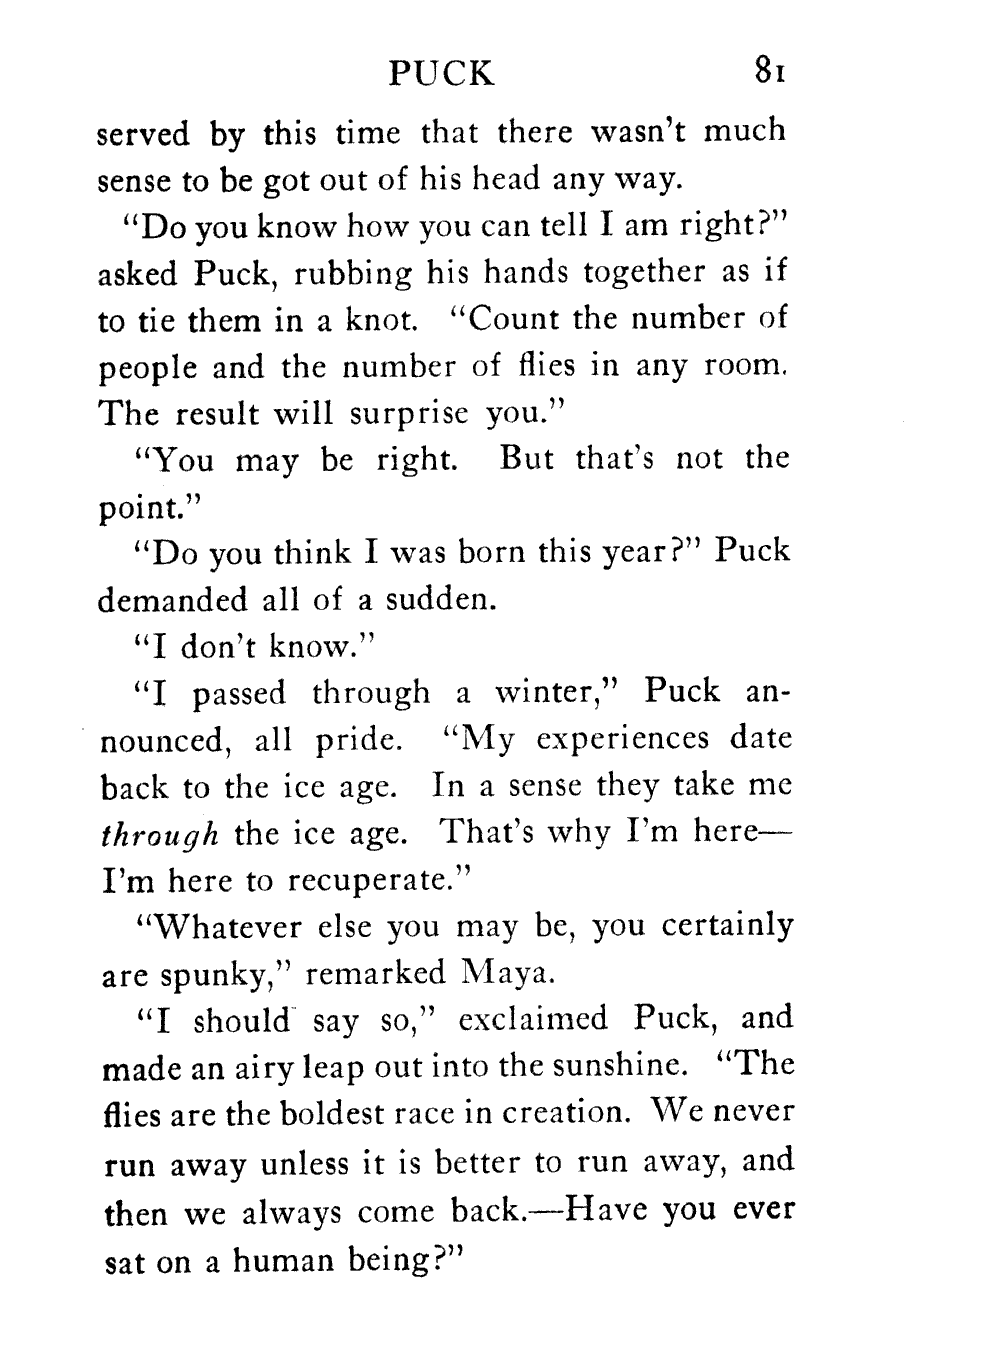 PUCK 81
served by this time that there wasn't much
sense to be got out of his head any way.
“Do you know how you can tell I am right?”
asked Puck, rubbing his hands together as if
to tie them in a knot. “Count the number of
people and the number of flies in any room.
The result will surprise you.”
“You may be right. But that's not the
point.”
“Do you think I was born this year?” Puck
demanded all of a sudden.
“I don't know.”
“I passed through a winter,” Puck an-
nounced, all pride. “My experiences date
back to the ice age. In a sense they take me
through the ice age. That's why I'm here—
I'm here to recuperate.”
“Whatever else you may be, you certainly
are spunky,” remarked Maya.
“I should say so,” exclaimed Puck, and
made an airy leap out into the sunshine. “The
flies are the boldest race in creation. We never
run away unless it is better to run away, and
then we always come back.—Have you ever
sat on a human being?”